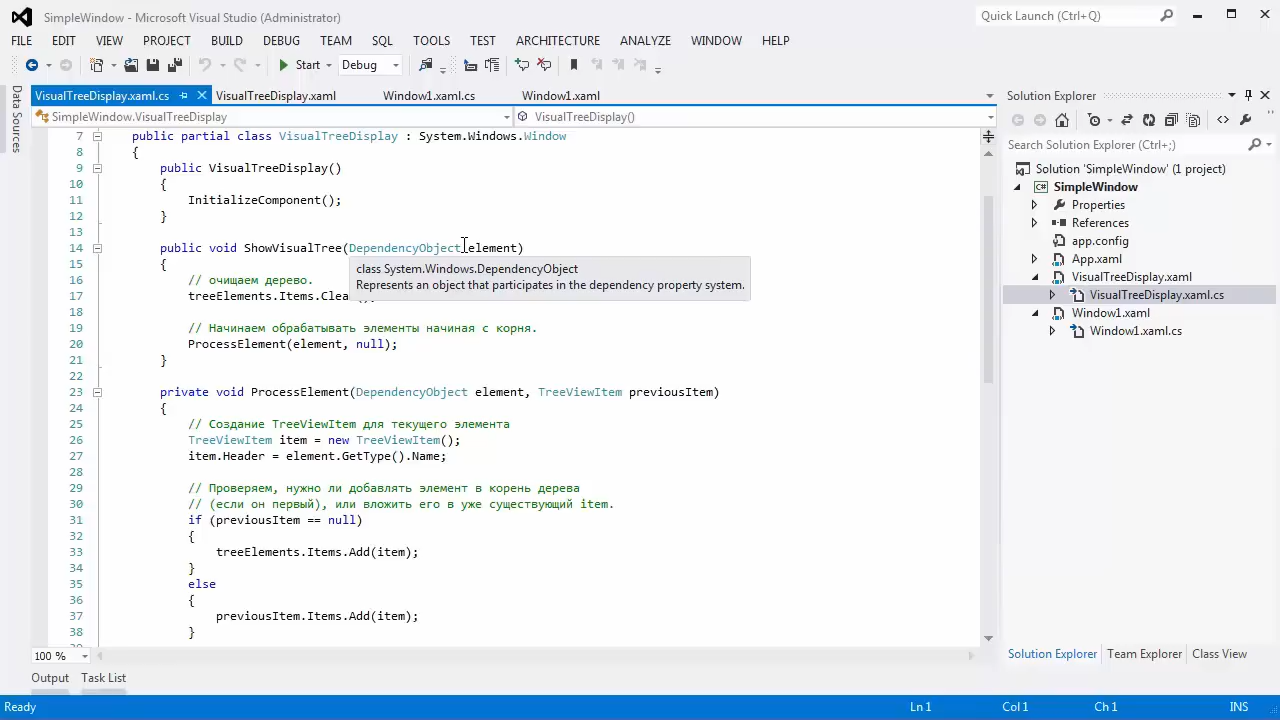 SimpleWindow - Microsoft Visual Studio (Administrator)
Quick Launch (Ctrl+Q)
FILE EDIT VIEW PROJECT BUILD DEBUG TEAM SQL TOOLS TEST ARCHITECTURE ANALYZE WINDOW HELP
Start Debug
Data Sources
VisualTreeDisplay.xaml.cs VisualTreeDisplay.xaml Window1.xaml.cs Window1.xaml
SimpleWindow.VisualTreeDisplay VisualTreeDisplay()
7 public partial class VisualTreeDisplay : System.Windows.Window
8 {
9 public VisualTreeDisplay()
10 {
11 InitializeComponent();
12 }
13
14 public void ShowVisualTree(DependencyObject element)
15 {
class System.Windows.DependencyObject
Represents an object that participates in the dependency property system.
16 // очищаем дерево.
17 treeElements.Items.Clea
18
19 // Начинаем обрабатывать элементы начиная с корня.
20 ProcessElement(element, null);
21 }
22
23 private void ProcessElement(DependencyObject element, TreeViewItem previousItem)
24 {
25 // Создание TreeViewItem для текущего элемента
26 TreeViewItem item = new TreeViewItem();
27 item.Header = element.GetType().Name;
28
29 // Проверяем, нужно ли добавлять элемент в корень дерева
30 // (если он первый), или вложить его в уже существующий item.
31 if (previousItem == null)
32 {
33 treeElements.Items.Add(item);
34 }
35 else
36 {
37 previousItem.Items.Add(item);
38 }
100 %
Output Task List
Solution Explorer
Search Solution Explorer (Ctrl+;)
Solution 'SimpleWindow' (1 project)
SimpleWindow
Properties
References
app.config
App.xaml
VisualTreeDisplay.xaml
VisualTreeDisplay.xaml.cs
Window1.xaml
Window1.xaml.cs
Solution Explorer Team Explorer Class View
Ready Ln 1 Col 1 Ch 1 INS